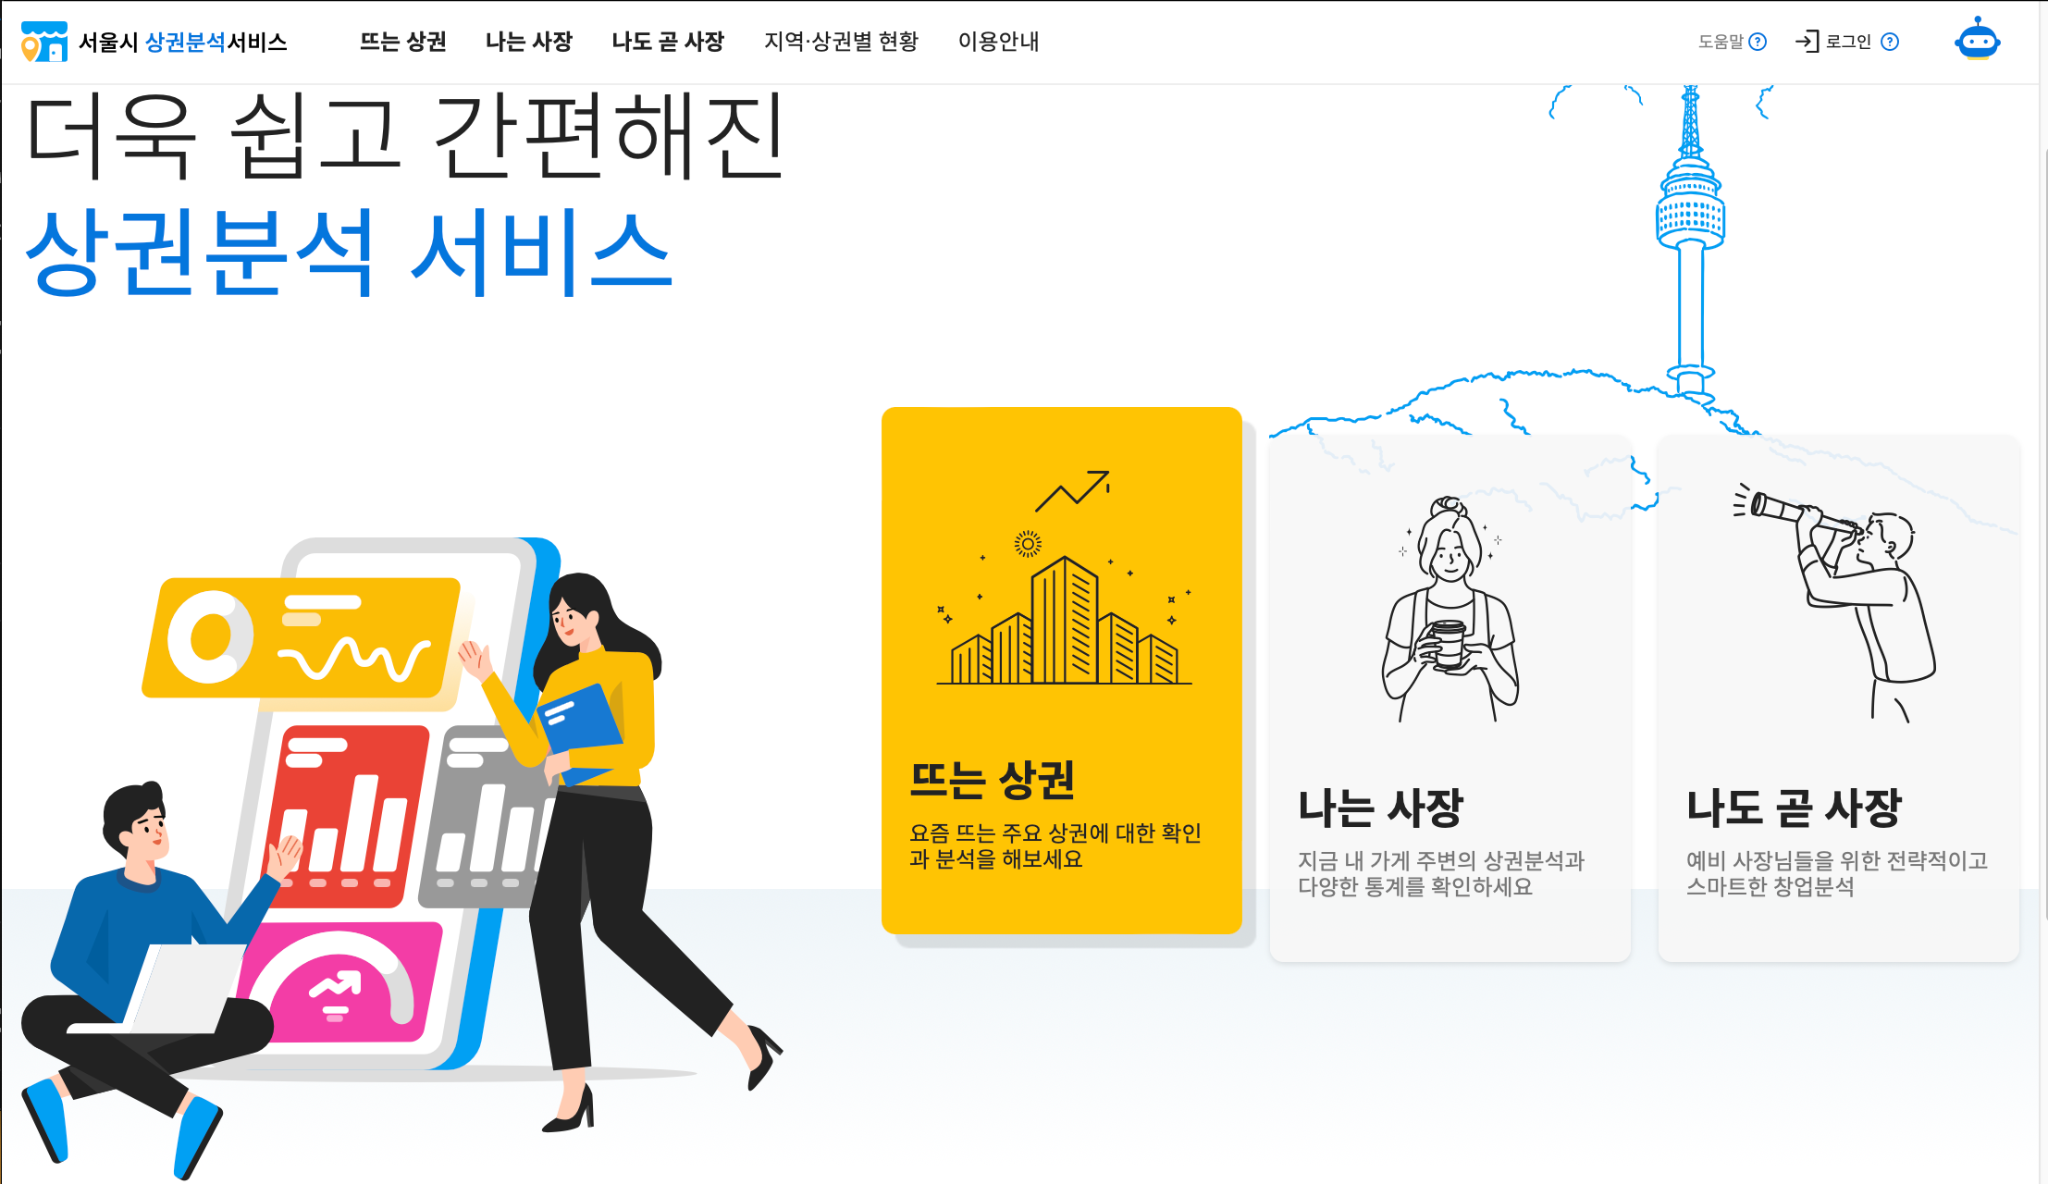 서울시 상권분석서비스
뜨는 상권
나는 사장
나도 곧 사장
지역·상권별 현황
이용안내
도움말 ?
로그인 ?
더욱 쉽고 간편해진
상권분석 서비스
뜨는 상권
요즘 뜨는 주요 상권에 대한 확인
과 분석을 해보세요
나는 사장
지금 내 가게 주변의 상권분석과
다양한 통계를 확인하세요
나도 곧 사장
예비 사장님들을 위한 전략적이고
스마트한 창업분석